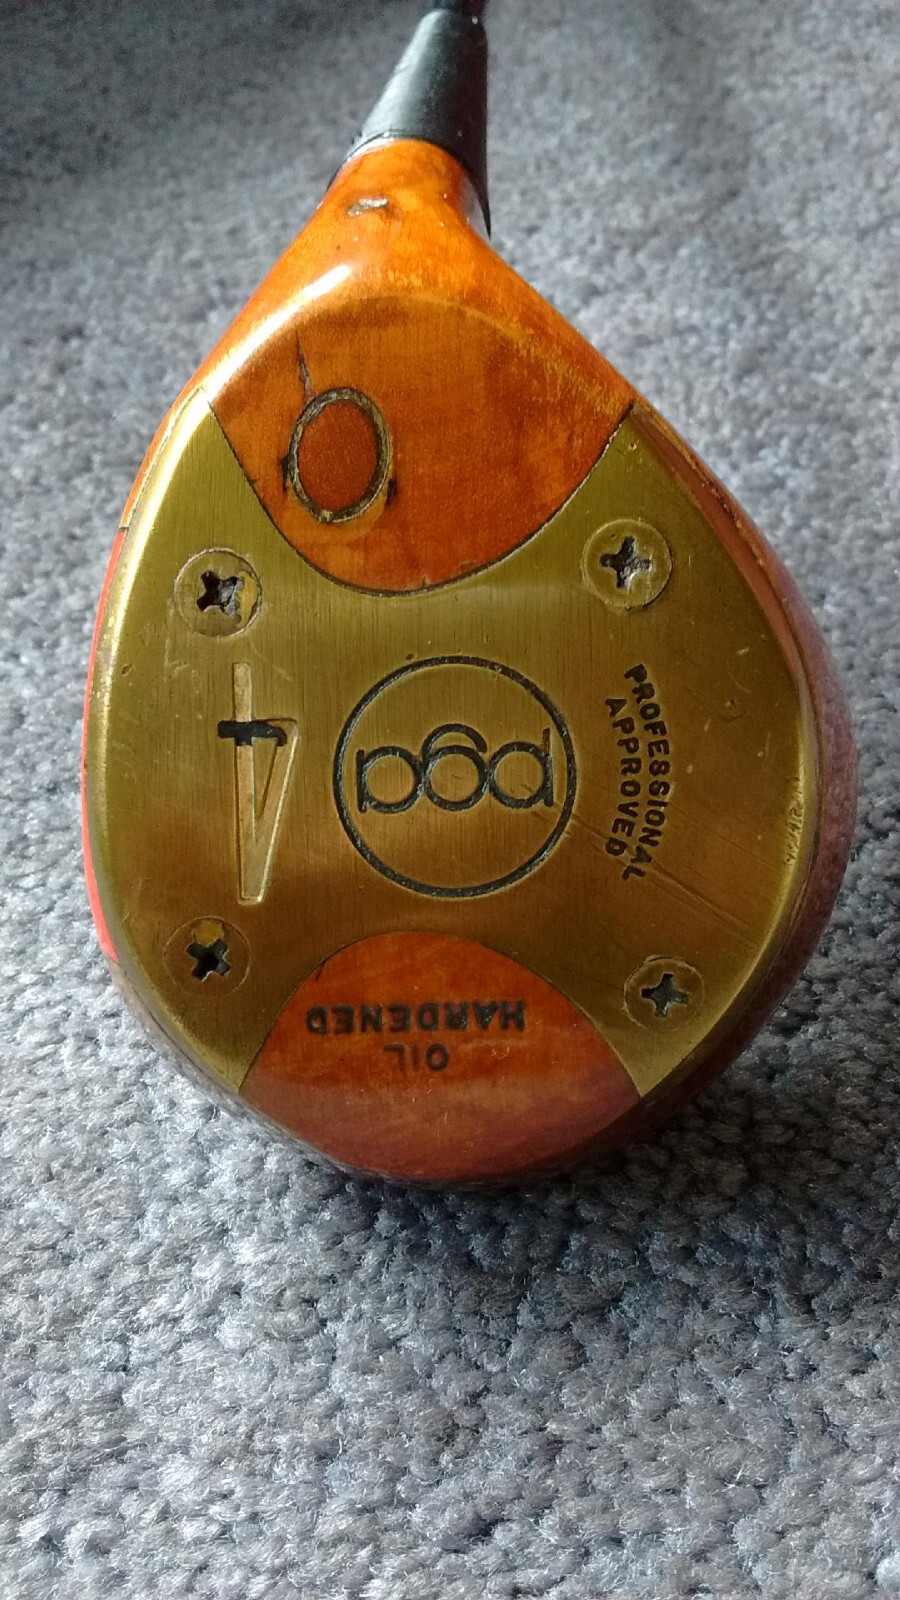 4
pga
PROFESSIONAL
APPROVED
OIL
HARDENED